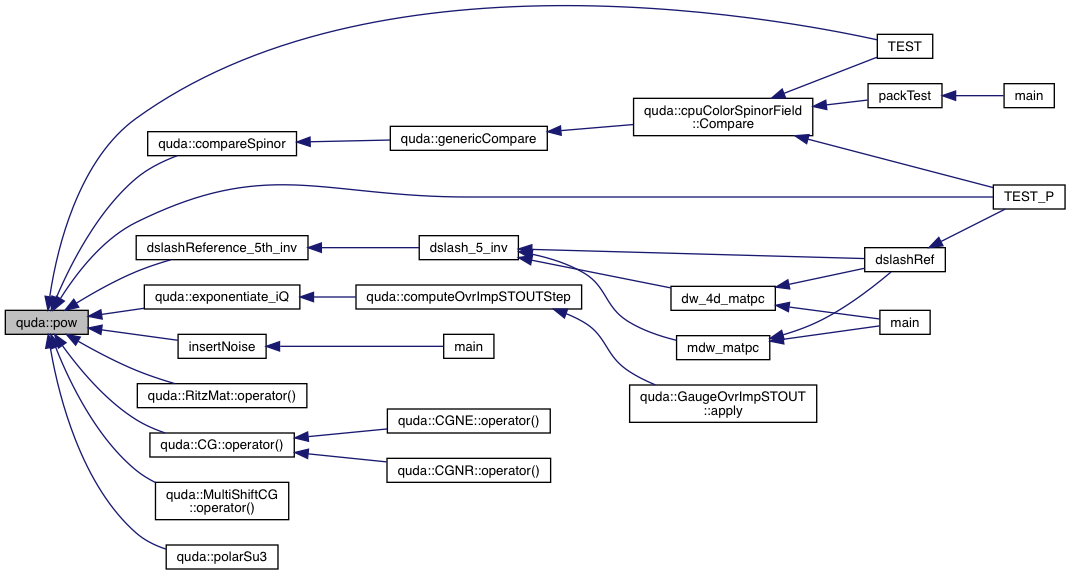 TEST
packTest
main
quda::cpuColorSpinorField
::Compare
quda::compareSpinor
quda::genericCompare
TEST_P
dslashReference_5th_inv
dslash_5_inv
dslashRef
quda::exponentiate_iQ
quda::computeOvrImpSTOUTStep
dw_4d_matpc
quda::pow
main
insertNoise
main
mdw_matpc
quda::RitzMat::operator()
quda::GaugeOvrImpSTOUT
::apply
quda::CGNE::operator()
quda::CG::operator()
quda::CGNR::operator()
quda::MultiShiftCG
::operator()
quda::polarSu3